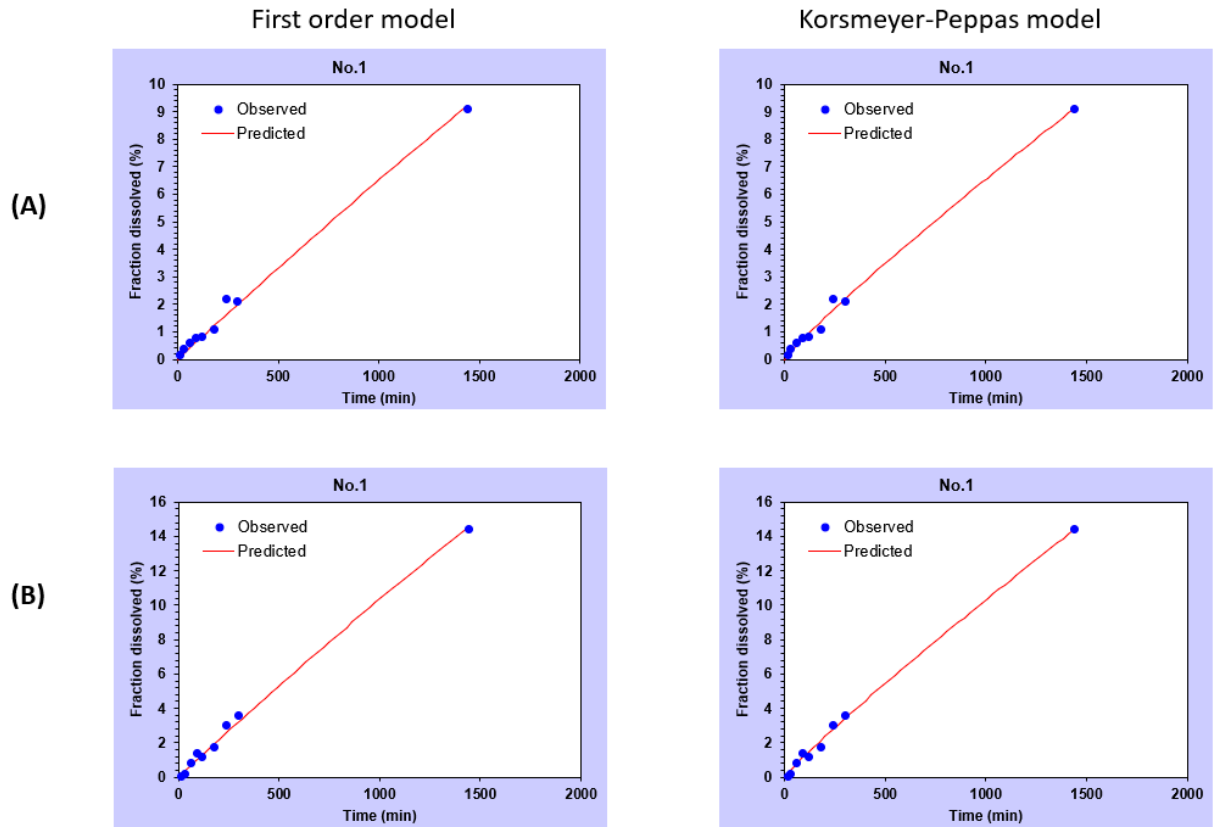 First order model
Korsmeyer-Peppas model
(A)
No.1
10
9
8
7
6
5
4
3
2
1
0
Fraction dissolved (%)
Observed
Predicted
0 500 1000 1500 2000
Time (min)
No.1
10
9
8
7
6
5
4
3
2
1
0
Fraction dissolved (%)
Observed
Predicted
0 500 1000 1500 2000
Time (min)
(B)
No.1
16
14
12
10
8
6
4
2
0
Fraction dissolved (%)
Observed
Predicted
0 500 1000 1500 2000
Time (min)
No.1
16
14
12
10
8
6
4
2
0
Fraction dissolved (%)
Observed
Predicted
0 500 1000 1500 2000
Time (min)